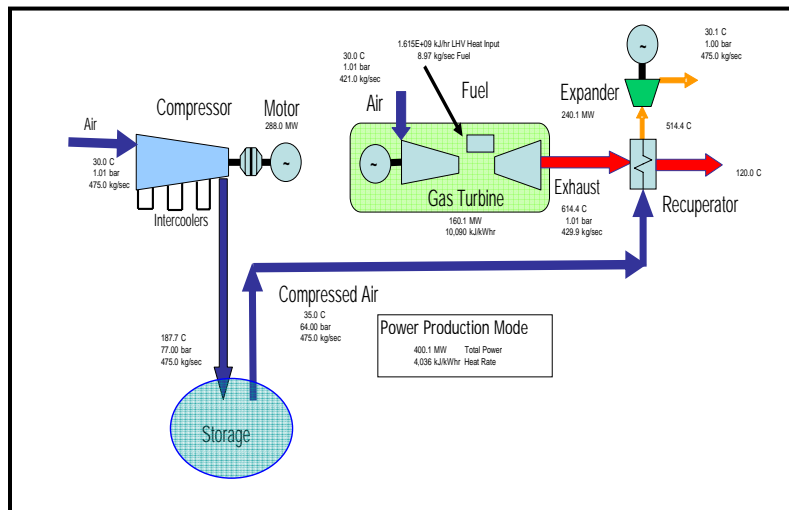 30.0 C
1.01 bar
421.0 kg/sec
1.615E+09 kJ/hr LHV Heat Input
8.97 kg/sec Fuel
~
30.1 C
1.00 bar
475.0 kg/sec
Compressor
Motor
288.0 MW
Air
Fuel
Expander
240.1 MW
514.4 C
Air
30.0 C
1.01 bar
475.0 kg/sec
~
~
Intercoolers
Gas Turbine
160.1 MW
10,090 kJ/kWhr
Exhaust
614.4 C
1.01 bar
429.9 kg/sec
120.0 C
Recuperator
Compressed Air
35.0 C
64.00 bar
475.0 kg/sec
187.7 C
77.00 bar
475.0 kg/sec
Power Production Mode
400.1 MW Total Power
4,036 kJ/kWhr Heat Rate
Storage